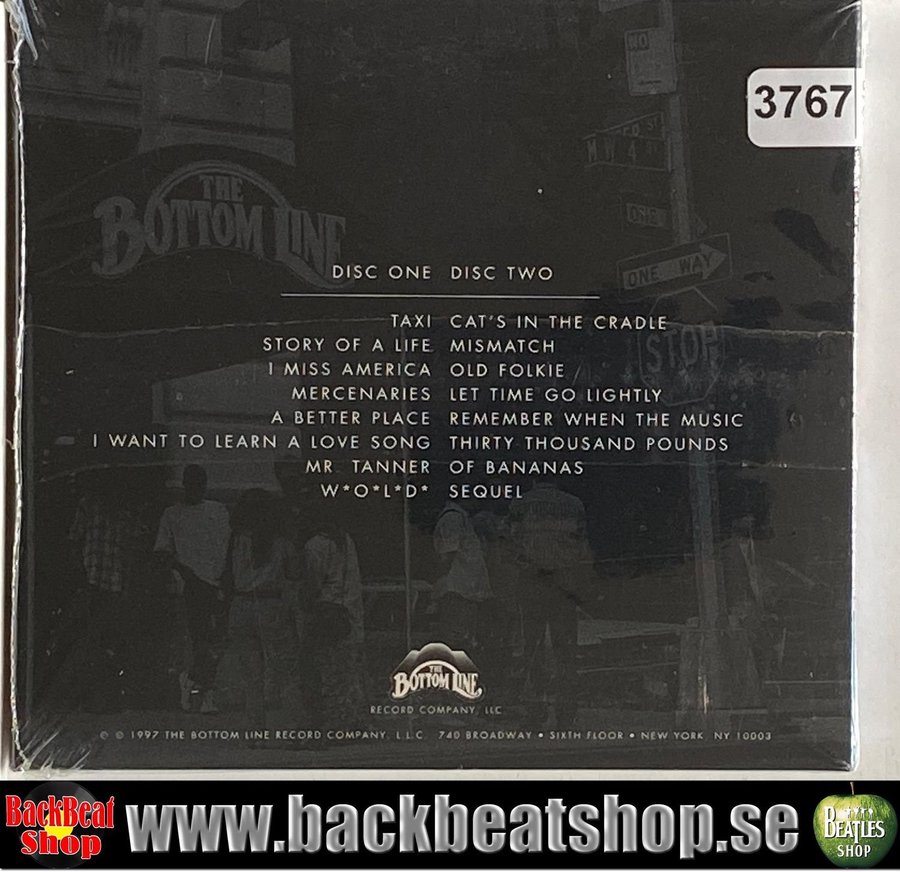 NO
3767
THE
BOTTOM LINE
ONE WAY
STOP
DISC ONE DISC TWO
TAXI CAT'S IN THE CRADLE
STORY OF A LIFE MISMATCH
I MISS AMERICA OLD FOLKIE
MERCENARIES LET TIME GO LIGHTLY
A BETTER PLACE REMEMBER WHEN THE MUSIC
I WANT TO LEARN A LOVE SONG THIRTY THOUSAND POUNDS
MR. TANNER OF BANANAS
W*O*L*D* SEQUEL
THE
BOTTOM LINE
RECORD COMPANY, LLC
℗ © 1997 THE BOTTOM LINE RECORD COMPANY, L.L.C. 740 BROADWAY • SIXTH FLOOR • NEW YORK, NY 10003
BackBeat
Shop
www.backbeatshop.se
BEATLES
SHOP